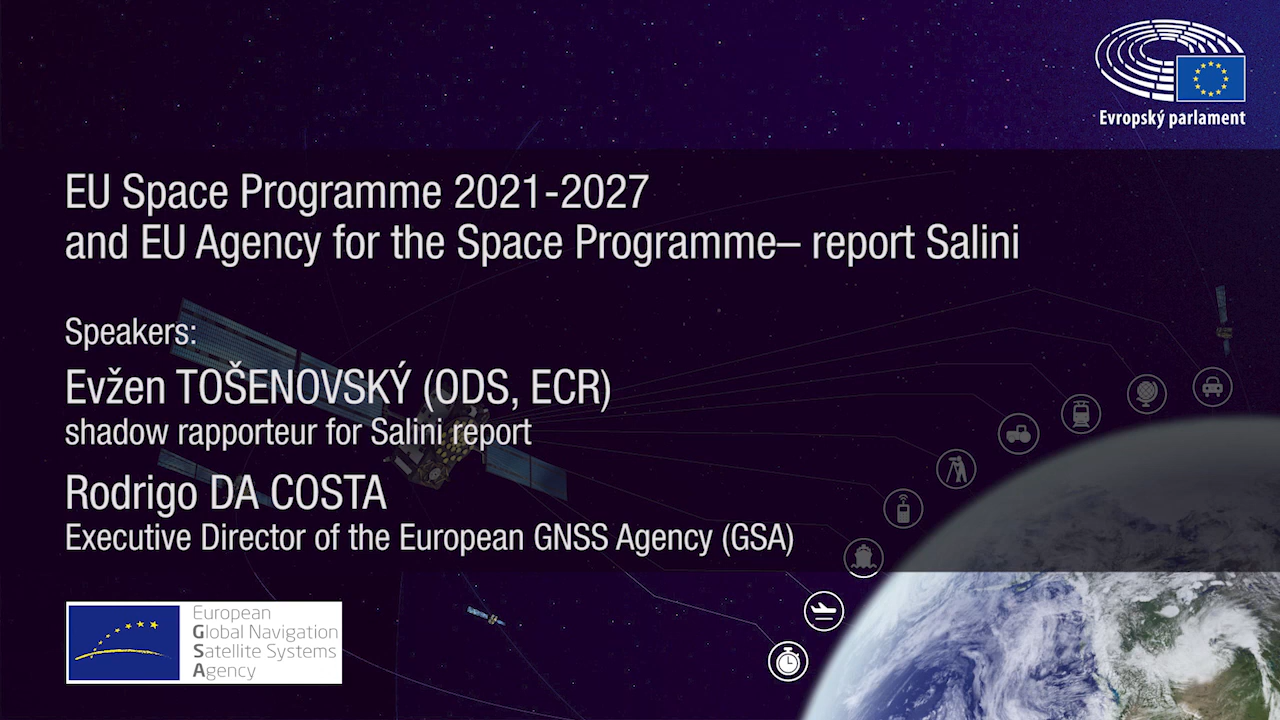 Evropský parlament
EU Space Programme 2021-2027
and EU Agency for the Space Programme– report Salini
Speakers:
Evžen TOŠENOVSKÝ (ODS, ECR)
shadow rapporteur for Salini report
Rodrigo DA COSTA
Executive Director of the European GNSS Agency (GSA)
European
Global Navigation
Satellite Systems
Agency